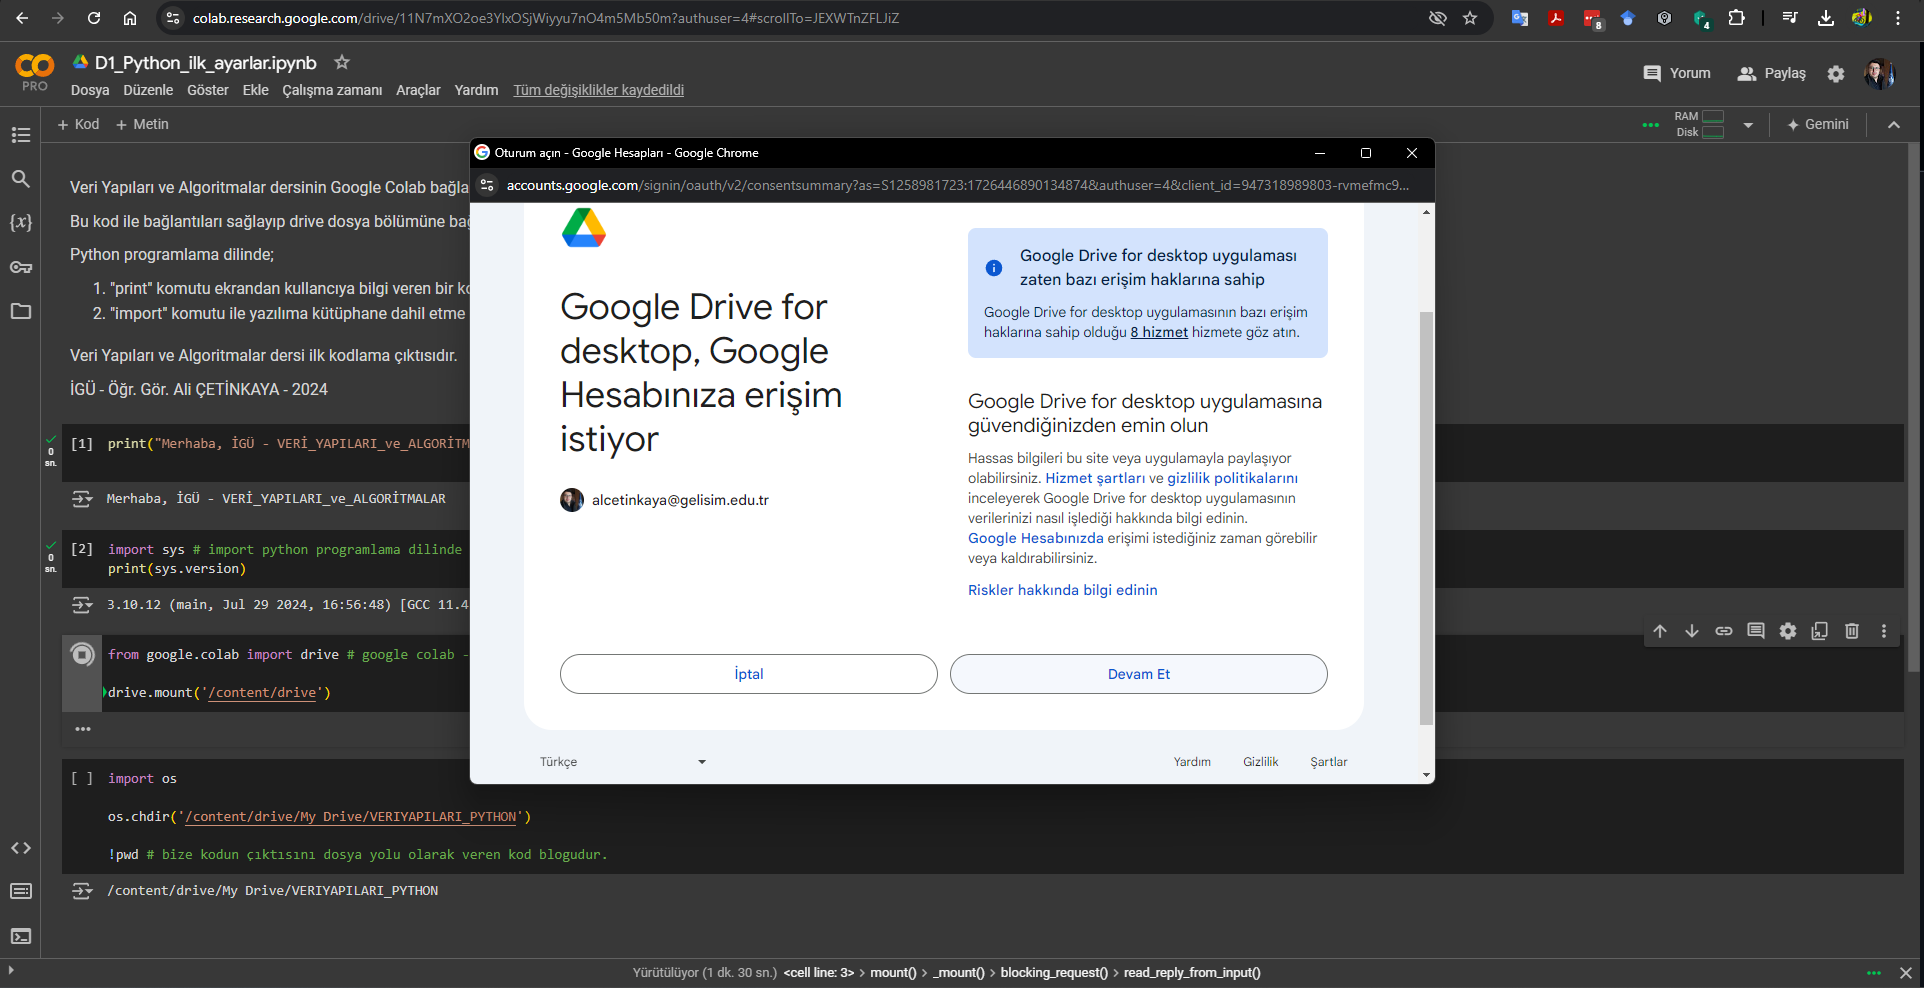 colab.research.google.com/drive/11N7mXO2oe3YIxOSjWiyyu7nO4m5Mb50m?authuser=4#scrollTo=JEXWTnZFLJiZ
8
4
CO
PRO
D1_Python_ilk_ayarlar.ipynb
Dosya Düzenle Göster Ekle Çalışma zamanı Araçlar Yardım Tüm değişiklikler kaydedildi
Yorum
Paylaş
+ Kod + Metin
RAM
Disk
Gemini
Veri Yapıları ve Algoritmalar dersinin Google Colab bağla
Bu kod ile bağlantıları sağlayıp drive dosya bölümüne bağ
Python programlama dilinde;
1. "print" komutu ekrandan kullancıya bilgi veren bir ko
2. "import" komutu ile yazılıma kütüphane dahil etme
Veri Yapıları ve Algoritmalar dersi ilk kodlama çıktısıdır.
İGÜ - Öğr. Gör. Ali ÇETİNKAYA - 2024
0
sn.
[1] print("Merhaba, İGÜ - VERİ_YAPILARI_ve_ALGORİTM
Merhaba, İGÜ - VERİ_YAPILARI_ve_ALGORİTMALAR
0
sn.
[2] import sys # import python programlama dilinde
print(sys.version)
3.10.12 (main, Jul 29 2024, 16:56:48) [GCC 11.4
from google.colab import drive # google colab -
drive.mount('/content/drive')
[ ] import os
os.chdir('/content/drive/My Drive/VERIYAPILARI_PYTHON')
!pwd # bize kodun çıktısını dosya yolu olarak veren kod blogudur.
/content/drive/My Drive/VERIYAPILARI_PYTHON
Oturum açın - Google Hesapları - Google Chrome
accounts.google.com/signin/oauth/v2/consentsummary?as=S1258981723:1726446890134874&authuser=4&client_id=947318989803-rvmefmc9...
Google Drive for
desktop, Google
Hesabınıza erişim
istiyor
alcetinkaya@gelisim.edu.tr
Google Drive for desktop uygulaması
zaten bazı erişim haklarına sahip
Google Drive for desktop uygulamasının bazı erişim
haklarına sahip olduğu 8 hizmet hizmete göz atın.
Google Drive for desktop uygulamasına
güvendiğinizden emin olun
Hassas bilgileri bu site veya uygulamayla paylaşıyor
olabilirsiniz. Hizmet şartları ve gizlilik politikalarını
inceleyerek Google Drive for desktop uygulamasının
verilerinizi nasıl işlediği hakkında bilgi edinin.
Google Hesabınızda erişimi istediğiniz zaman görebilir
veya kaldırabilirsiniz.
Riskler hakkında bilgi edinin
İptal
Devam Et
Türkçe
Yardım Gizlilik Şartlar
Yürütülüyor (1 dk. 30 sn.) <cell line: 3> > mount() > _mount() > blocking_request() > read_reply_from_input()